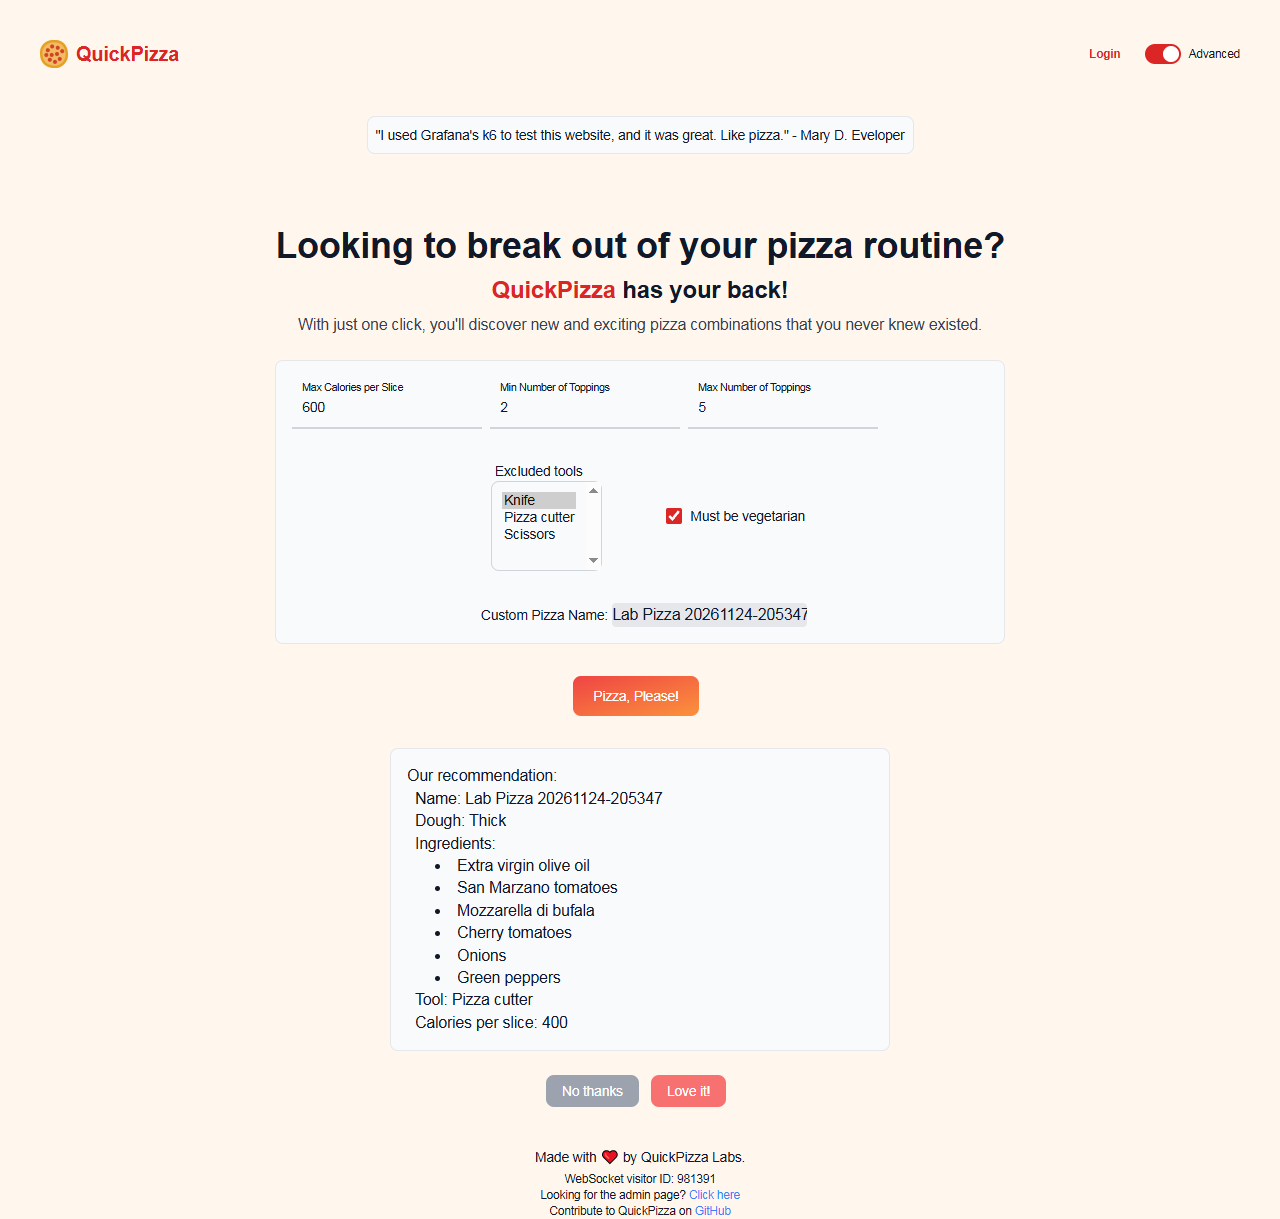 QuickPizza
Login
Advanced
"I used Grafana's k6 to test this website, and it was great. Like pizza." - Mary D. Eveloper
Looking to break out of your pizza routine?
QuickPizza has your back!
With just one click, you'll discover new and exciting pizza combinations that you never knew existed.
Max Calories per Slice
600
Min Number of Toppings
2
Max Number of Toppings
5
Excluded tools
Knife
Pizza cutter
Scissors
Must be vegetarian
Custom Pizza Name: Lab Pizza 20261124-205347
Pizza, Please!
Our recommendation:
Name: Lab Pizza 20261124-205347
Dough: Thick
Ingredients:
• Extra virgin olive oil
• San Marzano tomatoes
• Mozzarella di bufala
• Cherry tomatoes
• Onions
• Green peppers
Tool: Pizza cutter
Calories per slice: 400
No thanks
Love it!
Made with ❤️ by QuickPizza Labs.
WebSocket visitor ID: 981391
Looking for the admin page? Click here
Contribute to QuickPizza on GitHub